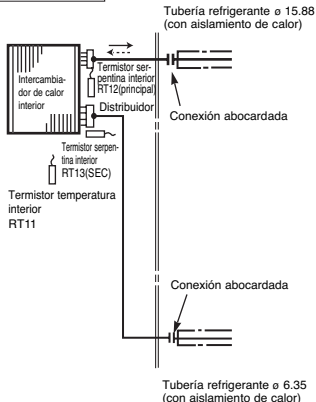 Tubería refrigerante ø 15.88
(con aislamiento de calor)
Intercambia-
dor de calor
interior
Termistor ser-
pentina interior
RT12(principal)
Distribuidor
Conexión abocardada
Termistor serpen-
tina interior
RT13(SEC)
Termistor temperatura
interior
RT11
Conexión abocardada
Tubería refrigerante ø 6.35
(con aislamiento de calor)